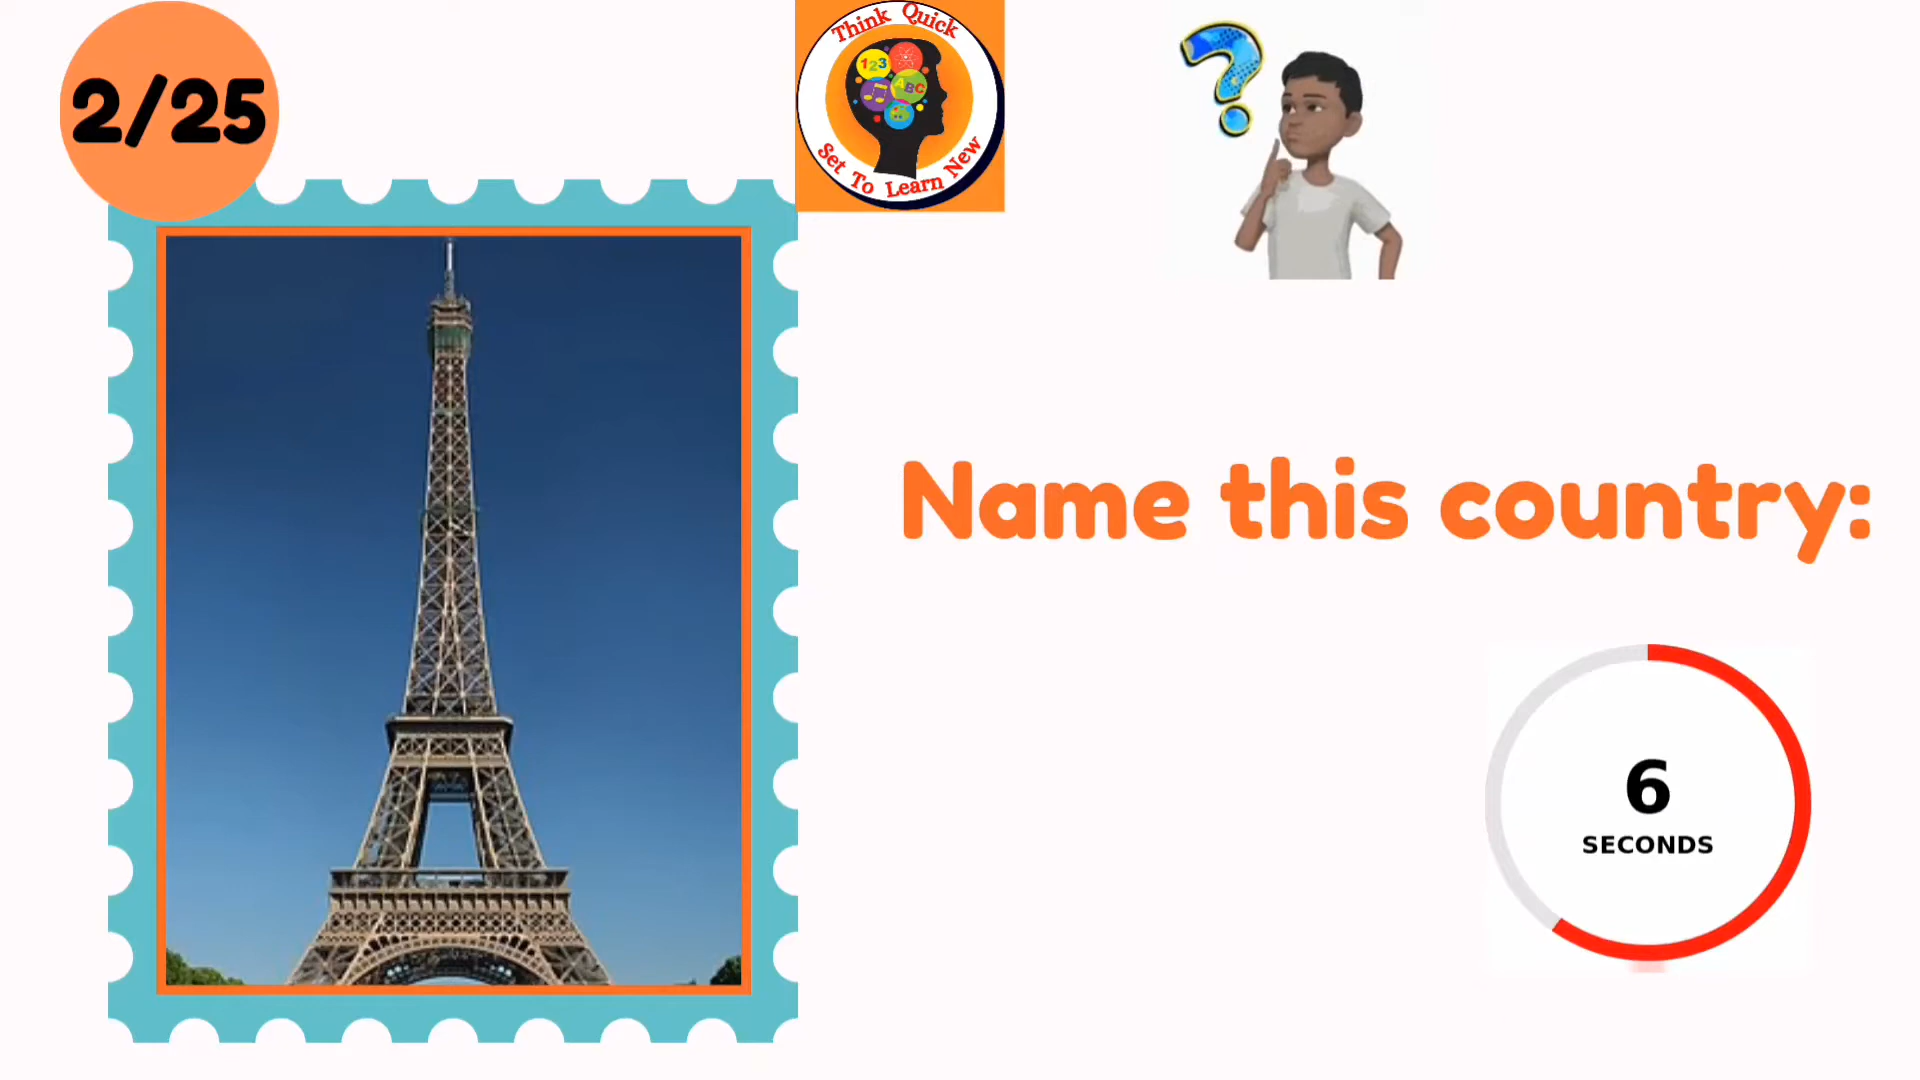 2/25
Think Quick
123
ABC
Set To Learn New
Name this country:
6
SECONDS